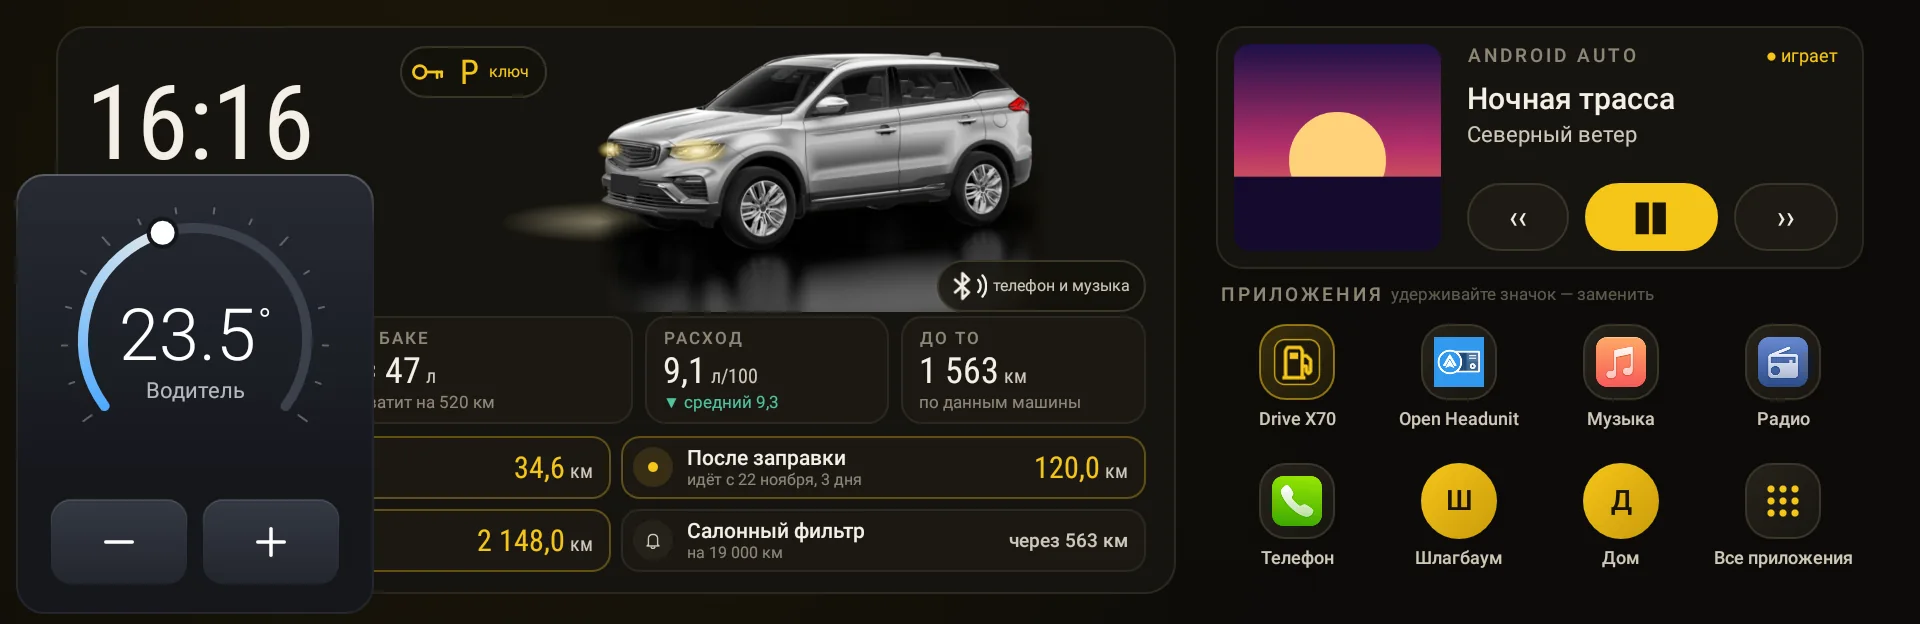 16:16
P ключ
телефон и музыка
23.5°
Водитель
− +
БАКЕ
47 л
на 520 км
РАСХОД
9,1 л/100
▼ средний 9,3
ДО ТО
1 563 км
по данным машины
34,6 км
После заправки
идёт с 22 ноября, 3 дня
120,0 км
2 148,0 км
Салонный фильтр
на 19 000 км
через 563 км
ANDROID AUTO
• играет
Ночная трасса
Северный ветер
‹‹ ››
ПРИЛОЖЕНИЯ удерживайте значок — заменить
Drive X70
Open Headunit
Музыка
Радио
Телефон
Ш
Шлагбаум
Д
Дом
Все приложения